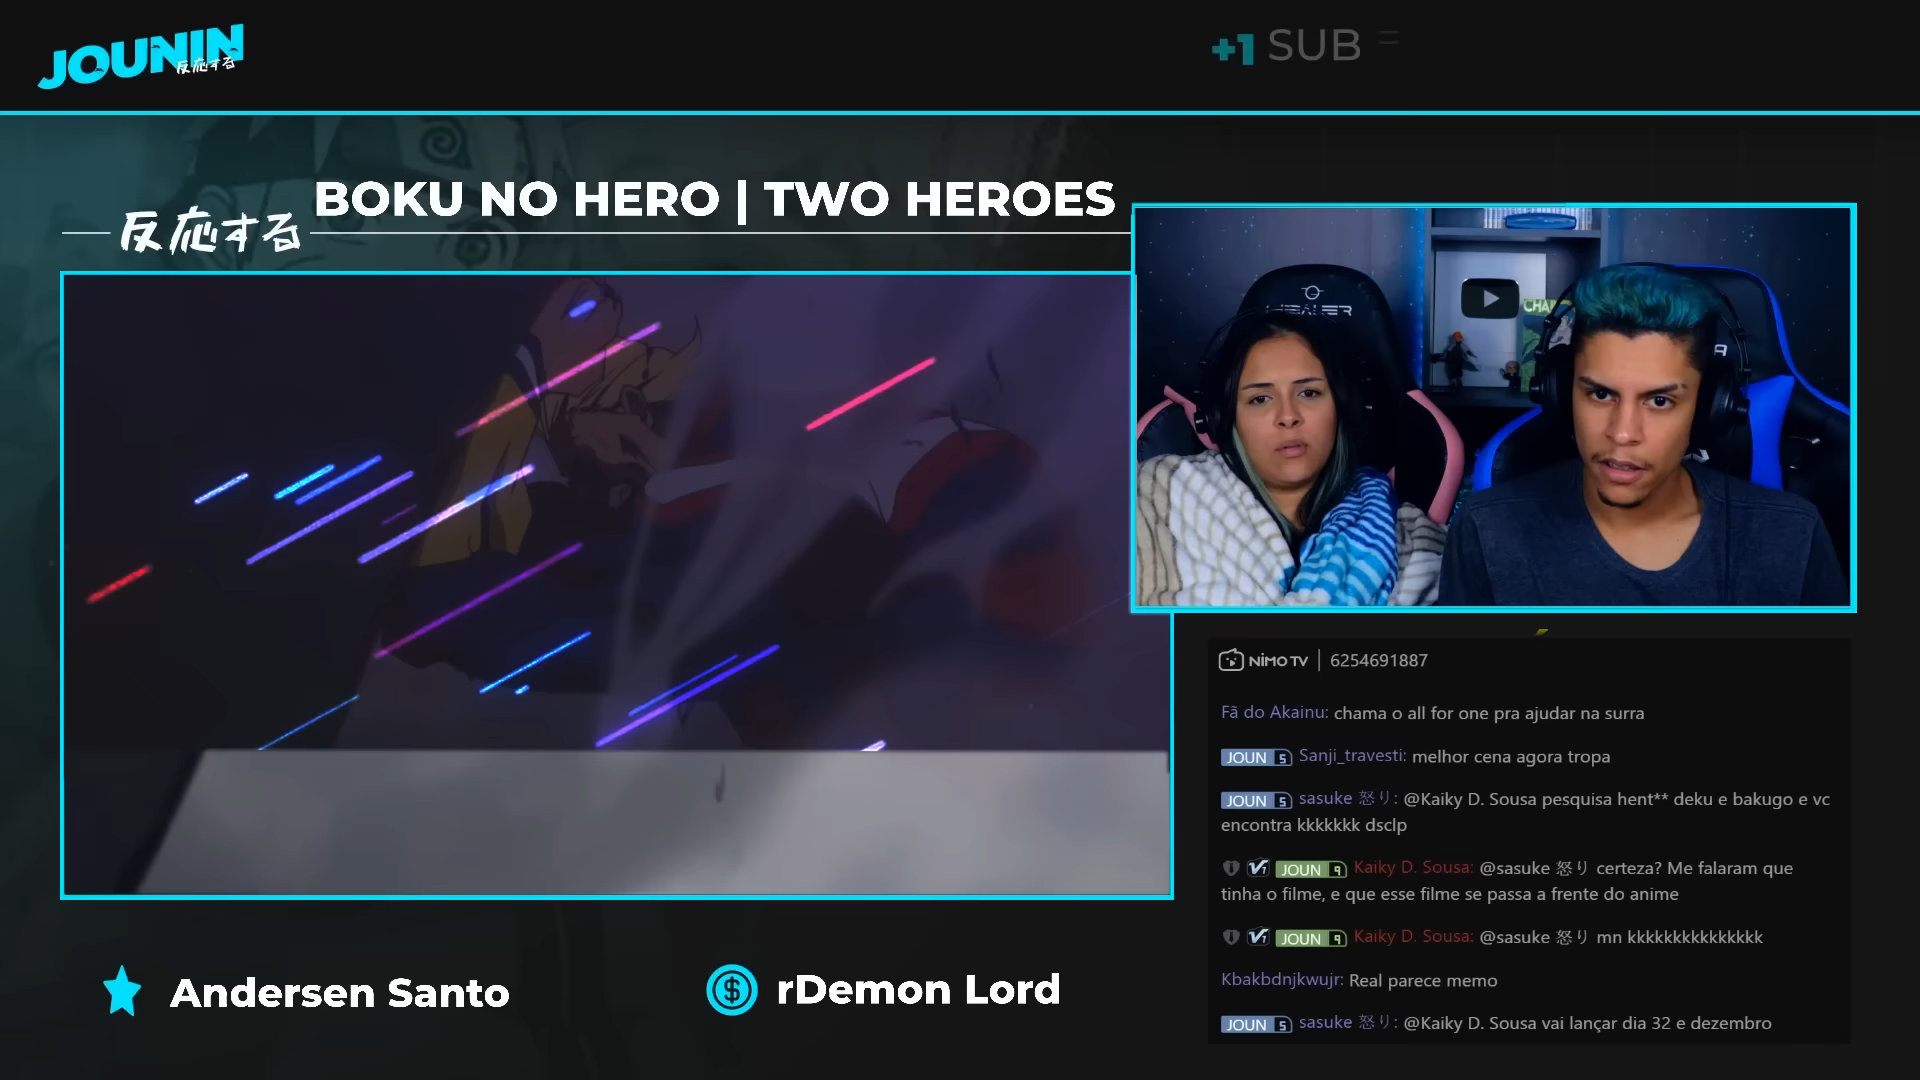 JOUNIN
反応する
+1 SUB
BOKU NO HERO | TWO HEROES
反応する
NIMO TV | 6254691887
Fã do Akainu: chama o all for one pra ajudar na surra
JOUN 5 Sanji_travesti: melhor cena agora tropa
JOUN 5 sasuke 怒り: @Kaiky D. Sousa pesquisa hent** deku e bakugo e vc
encontra kkkkkkk dsclp
V1 JOUN 9 Kaiky D. Sousa: @sasuke 怒り certeza? Me falaram que
tinha o filme, e que esse filme se passa a frente do anime
V1 JOUN 9 Kaiky D. Sousa: @sasuke 怒り mn kkkkkkkkkkkkkkk
Kbakbdnjkwujr: Real parece memo
JOUN 5 sasuke 怒り: @Kaiky D. Sousa vai lançar dia 32 e dezembro
Andersen Santo
$ rDemon Lord